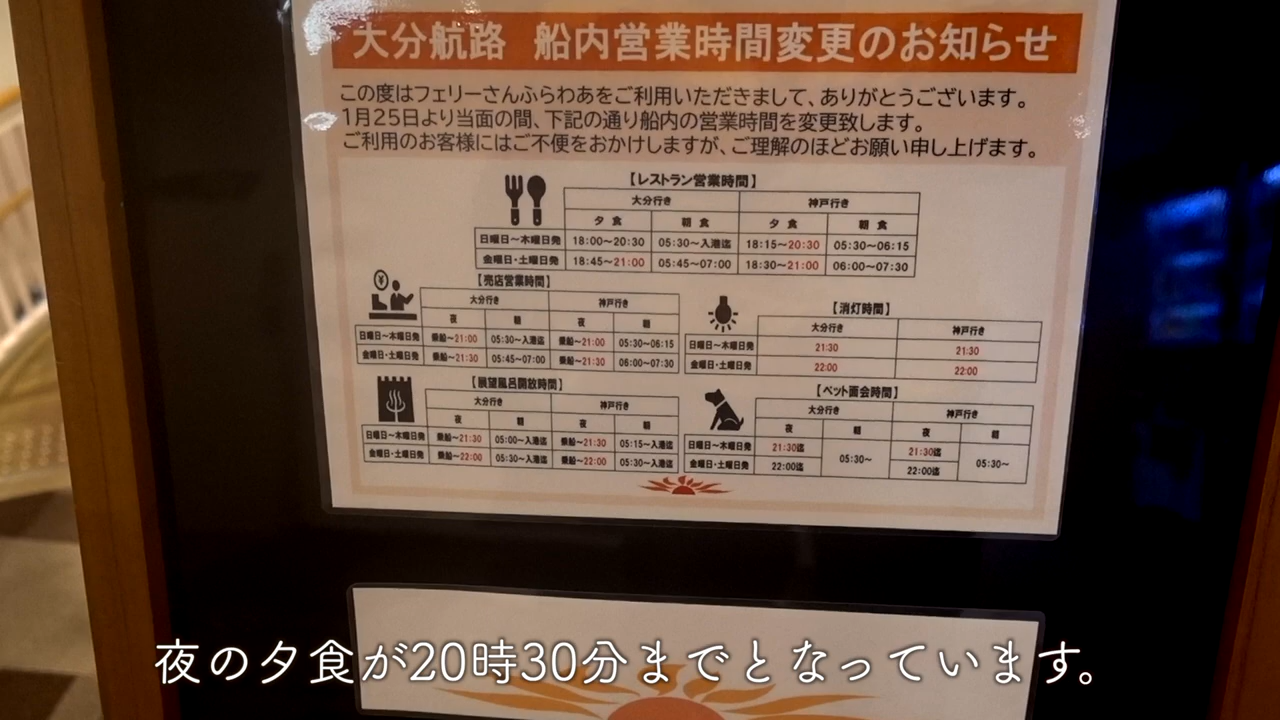 大分航路 船内営業時間変更のお知らせ
この度はフェリーさんふらわあをご利用いただきまして、ありがとうございます。
1月25日より当面の間、下記の通り船内の営業時間を変更致します。
ご利用のお客様にはご不便をおかけしますが、ご理解のほどお願い申し上げます。
【レストラン営業時間】
大分行き 神戸行き
夕食 朝食 夕食 朝食
日曜日〜木曜日発 18:00〜20:30 05:30〜入港迄 18:15〜20:30 05:30〜06:15
金曜日・土曜日発 18:45〜21:00 05:45〜07:00 18:30〜21:00 06:00〜07:30
【売店営業時間】
大分行き 神戸行き
夜 朝 夜 朝
日曜日〜木曜日発 乗船〜21:00 05:30〜入港迄 乗船〜21:00 05:30〜06:15
金曜日・土曜日発 乗船〜21:30 05:45〜07:00 乗船〜21:30 06:00〜07:30
【消灯時間】
大分行き 神戸行き
日曜日〜木曜日発 21:30 21:30
金曜日・土曜日発 22:00 22:00
【展望風呂開放時間】
大分行き 神戸行き
夜 朝 夜 朝
日曜日〜木曜日発 乗船〜21:30 05:00〜入港迄 乗船〜21:30 05:15〜入港迄
金曜日・土曜日発 乗船〜22:00 05:30〜入港迄 乗船〜22:00 05:30〜入港迄
【ペット面会時間】
大分行き 神戸行き
夜 朝 夜 朝
日曜日〜木曜日発 21:30迄 05:30〜 21:30迄 05:30〜
金曜日・土曜日発 22:00迄 22:00迄
夜の夕食が20時30分までとなっています。